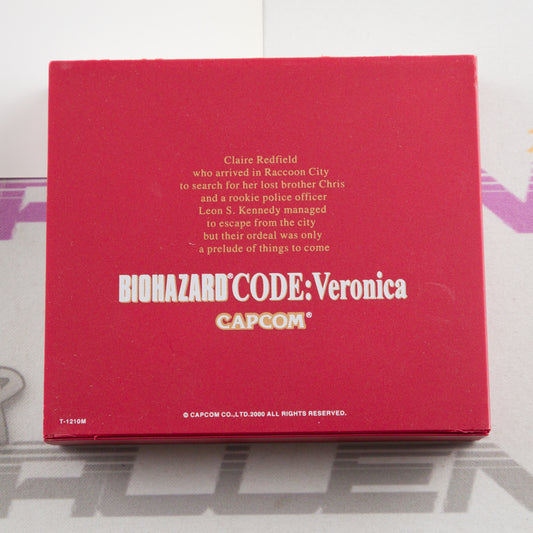 Claire Redfield
who arrived in Raccoon City
to search for her lost brother Chris
and a rookie police officer
Leon S. Kennedy managed
to escape from the city
but their ordeal was only
a prelude of things to come
BIOHAZARD®CODE:Veronica
CAPCOM®
© CAPCOM CO.,LTD.2000 ALL RIGHTS RESERVED.
T-1210M